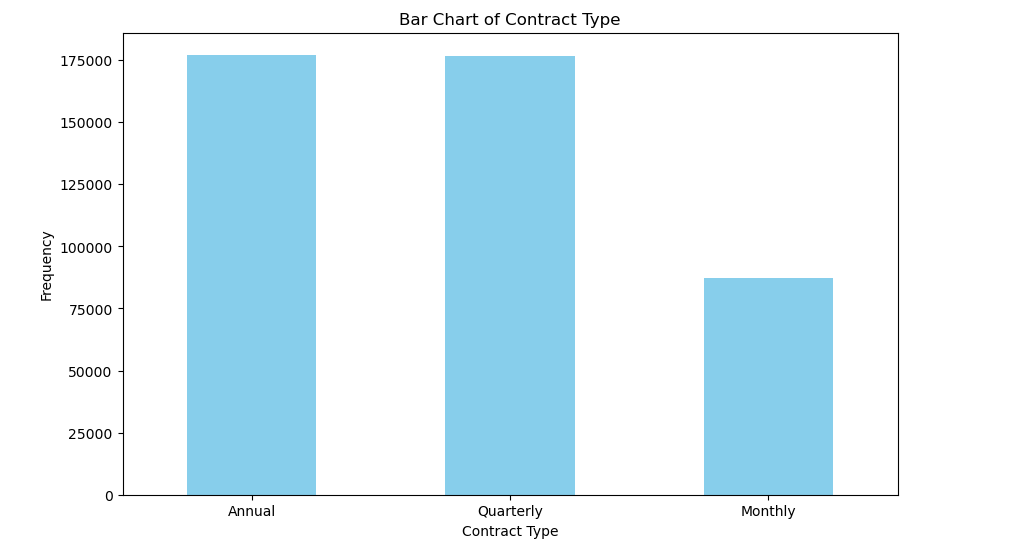 Bar Chart of Contract Type
175000
150000
125000
100000
75000
50000
25000
0
Frequency
Annual Quarterly Monthly
Contract Type